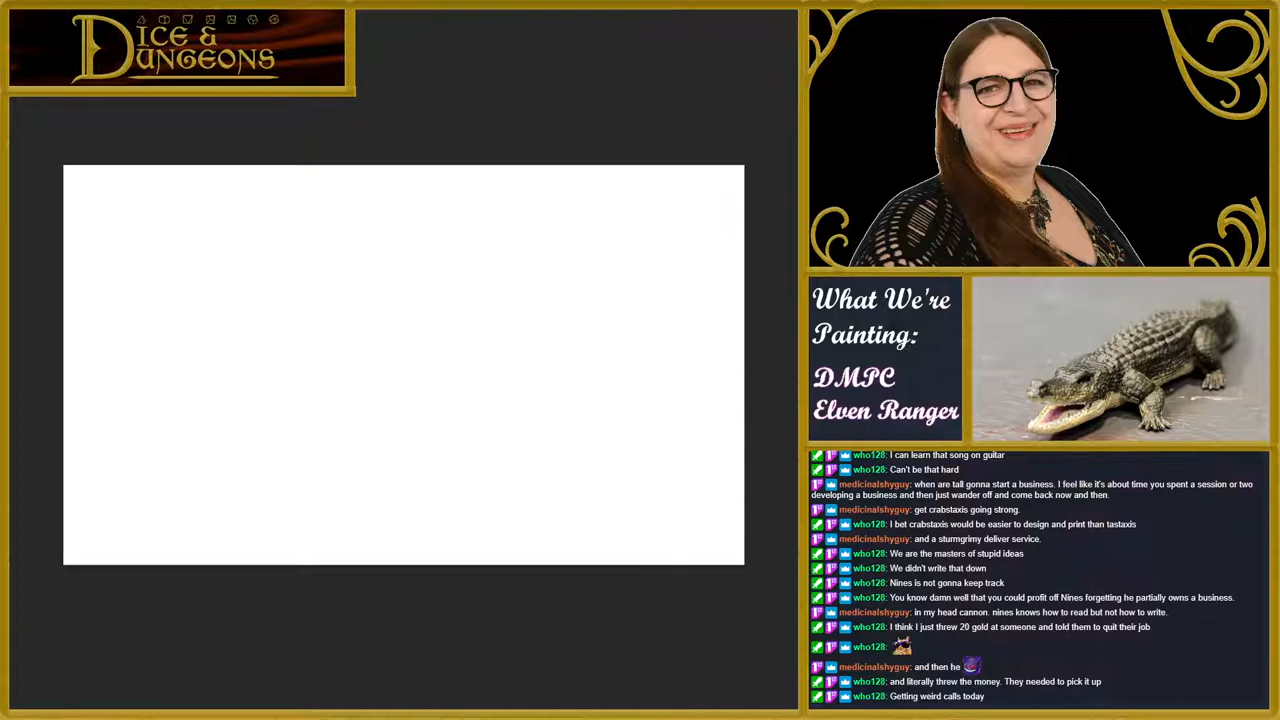 DICE &
DUNGEONS
What We're
Painting:
DMPC
Elven Ranger
who128: I can learn that song on guitar
who128: Can't be that hard
medicinalshyguy: when are tall gonna start a business. I feel like it's about time you spent a session or two
developing a business and then just wander off and come back now and then.
medicinalshyguy: get crabstaxis going strong.
who128: I bet crabstaxis would be easier to design and print than tastaxis
medicinalshyguy: and a sturmgrimy deliver service.
who128: We are the masters of stupid ideas
who128: We didn't write that down
who128: Nines is not gonna keep track
who128: You know damn well that you could profit off Nines forgetting he partially owns a business.
medicinalshyguy: in my head cannon. nines knows how to read but not how to write.
who128: I think I just threw 20 gold at someone and told them to quit their job
who128:
medicinalshyguy: and then he
who128: and literally threw the money. They needed to pick it up
who128: Getting weird calls today